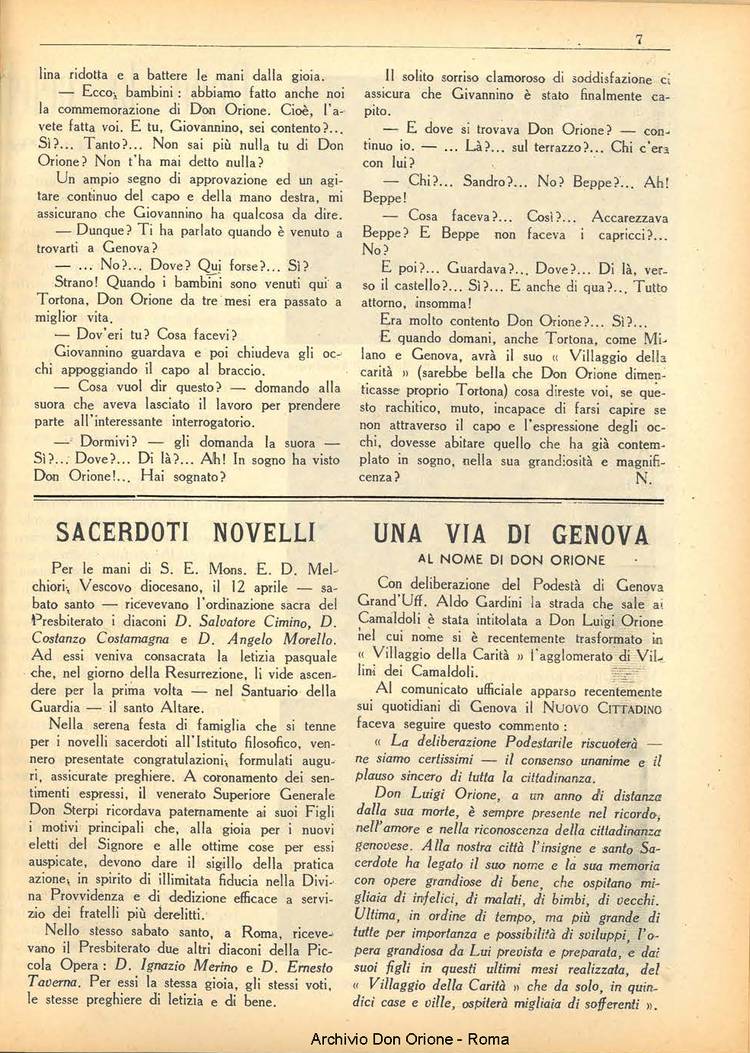 7
lina ridotta e a battere le mani dalla gioia.
— Ecco, bambini : abbiamo fatto anche noi
la commemorazione di Don Orione. Cioè, l'a-
vete fatta voi. E tu, Giovannino, sei contento?...
Sì?... Tanto?... Non sai più nulla tu di Don
Orione? Non t'ha mai detto nulla?
Un ampio segno di approvazione ed un agi-
tare continuo del capo e della mano destra, mi
assicurano che Giovannino ha qualcosa da dire.
— Dunque? Ti ha parlato quando è venuto a
trovarti a Genova?
— ... No?... Dove? Qui forse?... Sì?
Strano! Quando i bambini sono venuti qui a
Tortona, Don Orione da tre mesi era passato a
miglior vita.
— Dov'eri tu? Cosa facevi?
Giovannino guardava e poi chiudeva gli oc-
chi appoggiando il capo al braccio.
— Cosa vuol dir questo? — domando alla
suora che aveva lasciato il lavoro per prendere
parte all'interessante interrogatorio.
— Dormivi? — gli domanda la suora —
Sì?... Dove?... Di là?... Ah! In sogno ha visto
Don Orione!... Hai sognato?
Il solito sorriso clamoroso di soddisfazione ci
assicura che Givannino è stato finalmente ca-
pito.
— E dove si trovava Don Orione? — con-
tinuo io. — ... Là?... sul terrazzo?... Chi c'era
con lui?
— Chi?... Sandro?... No? Beppe?... Ah!
Beppe!
— Cosa faceva?... Così?... Accarezzava
Beppe? E Beppe non faceva i capricci?...
No?
E poi?... Guardava?... Dove?... Di là, ver-
so il castello?... Sì?... E anche di qua?... Tutto
attorno, insomma!
Era molto contento Don Orione?... Sì?...
E quando domani, anche Tortona, come Mi-
lano e Genova, avrà il suo « Villaggio della
carità » (sarebbe bella che Don Orione dimen-
ticasse proprio Tortona) cosa direste voi, se que-
sto rachitico, muto, incapace di farsi capire se
non attraverso il capo e l'espressione degli oc-
chi, dovesse abitare quello che ha già contem-
plato in sogno, nella sua grandiosità e magnifi-
cenza? N.
SACERDOTI NOVELLI
Per le mani di S. E. Mons. E. D. Mel-
chiori, Vescovo diocesano, il 12 aprile — sa-
bato santo — ricevevano l'ordinazione sacra del
Presbiterato i diaconi D. Salvatore Cimino, D.
Costanzo Costamagna e D. Angelo Morello.
Ad essi veniva consacrata la letizia pasquale
che, nel giorno della Resurrezione, li vide ascen-
dere per la prima volta — nel Santuario della
Guardia — il santo Altare.
Nella serena festa di famiglia che si tenne
per i novelli sacerdoti all'Istituto filosofico, ven-
nero presentate congratulazioni, formulati augu-
ri, assicurate preghiere. A coronamento dei sen-
timenti espressi, il venerato Superiore Generale
Don Sterpi ricordava paternamente ai suoi Figli
i motivi principali che, alla gioia per i nuovi
eletti del Signore e alle ottime cose per essi
auspicate, devono dare il sigillo della pratica
azione, in spirito di illimitata fiducia nella Divi-
na Provvidenza e di dedizione efficace a servi-
zio dei fratelli più derelitti.
Nello stesso sabato santo, a Roma, riceve-
vano il Presbiterato due altri diaconi della Pic-
cola Opera : D. Ignazio Merino e D. Ernesto
Taverna. Per essi la stessa gioia, gli stessi voti,
le stesse preghiere di letizia e di bene.
UNA VIA DI GENOVA
AL NOME DI DON ORIONE
Con deliberazione del Podestà di Genova
Grand'Uff. Aldo Gardini la strada che sale ai
Camaldoli è stata intitolata a Don Luigi Orione
nel cui nome si è recentemente trasformato in
« Villaggio della Carità » l'agglomerato di Vil-
lini dei Camaldoli.
Al comunicato ufficiale apparso recentemente
sui quotidiani di Genova il NUOVO CITTADINO
faceva seguire questo commento :
« La deliberazione Podestarile riscuoterà —
ne siamo certissimi — il consenso unanime e il
plauso sincero di tutta la cittadinanza.
Don Luigi Orione, a un anno di distanza
dalla sua morte, è sempre presente nel ricordo,
nell'amore e nella riconoscenza della cittadinanza
genovese. Alla nostra città l'insigne e santo Sa-
cerdote ha legato il suo nome e la sua memoria
con opere grandiose di bene, che ospitano mi-
gliaia di infelici, di malati, di bimbi, di vecchi.
Ultima, in ordine di tempo, ma più grande di
tutte per importanza e possibilità di sviluppi, l'o-
pera grandiosa da Lui prevista e preparata, e dai
suoi figli in questi ultimi mesi realizzata, del
« Villaggio della Carità » che da solo, in quin-
dici case e ville, ospiterà migliaia di sofferenti ».
Archivio Don Orione - Roma